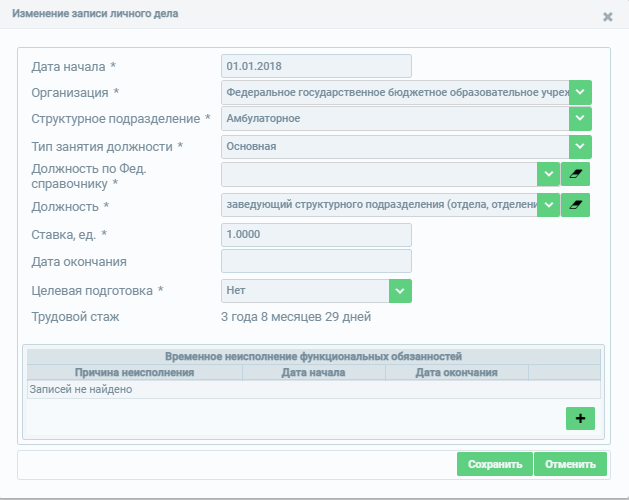 Изменение записи личного дела
Дата начала * 01.01.2018
Организация * Федеральное государственное бюджетное образовательное учреж
Структурное подразделение * Амбулаторное
Тип занятия должности * Основная
Должность по Фед.
справочнику *
Должность * заведующий структурного подразделения (отдела, отделени
Ставка, ед. * 1.0000
Дата окончания
Целевая подготовка * Нет
Трудовой стаж 3 года 8 месяцев 29 дней
Временное неисполнение функциональных обязанностей
Причина неисполнения Дата начала Дата окончания
Записей не найдено
Сохранить Отменить